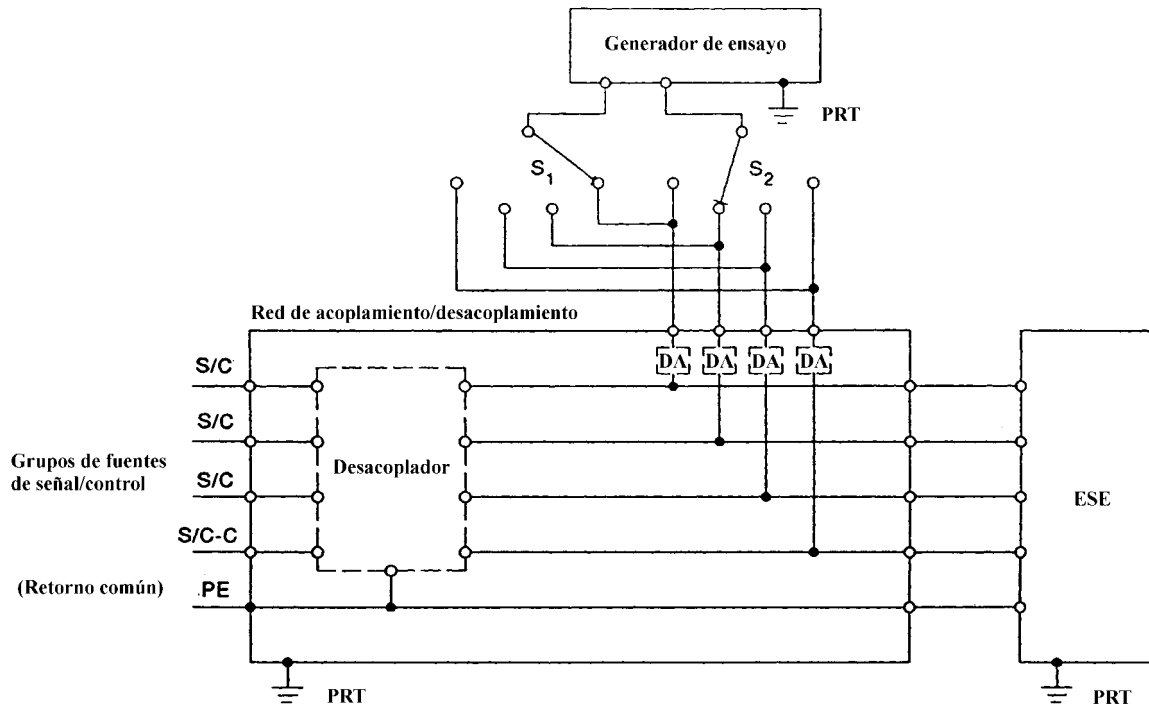 Generador de ensayo
PRT
S1
S2
Red de acoplamiento/desacoplamiento
DA
DA
DA
DA
S/C
S/C
Grupos de fuentes
de señal/control
S/C
S/C-C
(Retorno común)
PE
Desacoplador
ESE
PRT
PRT